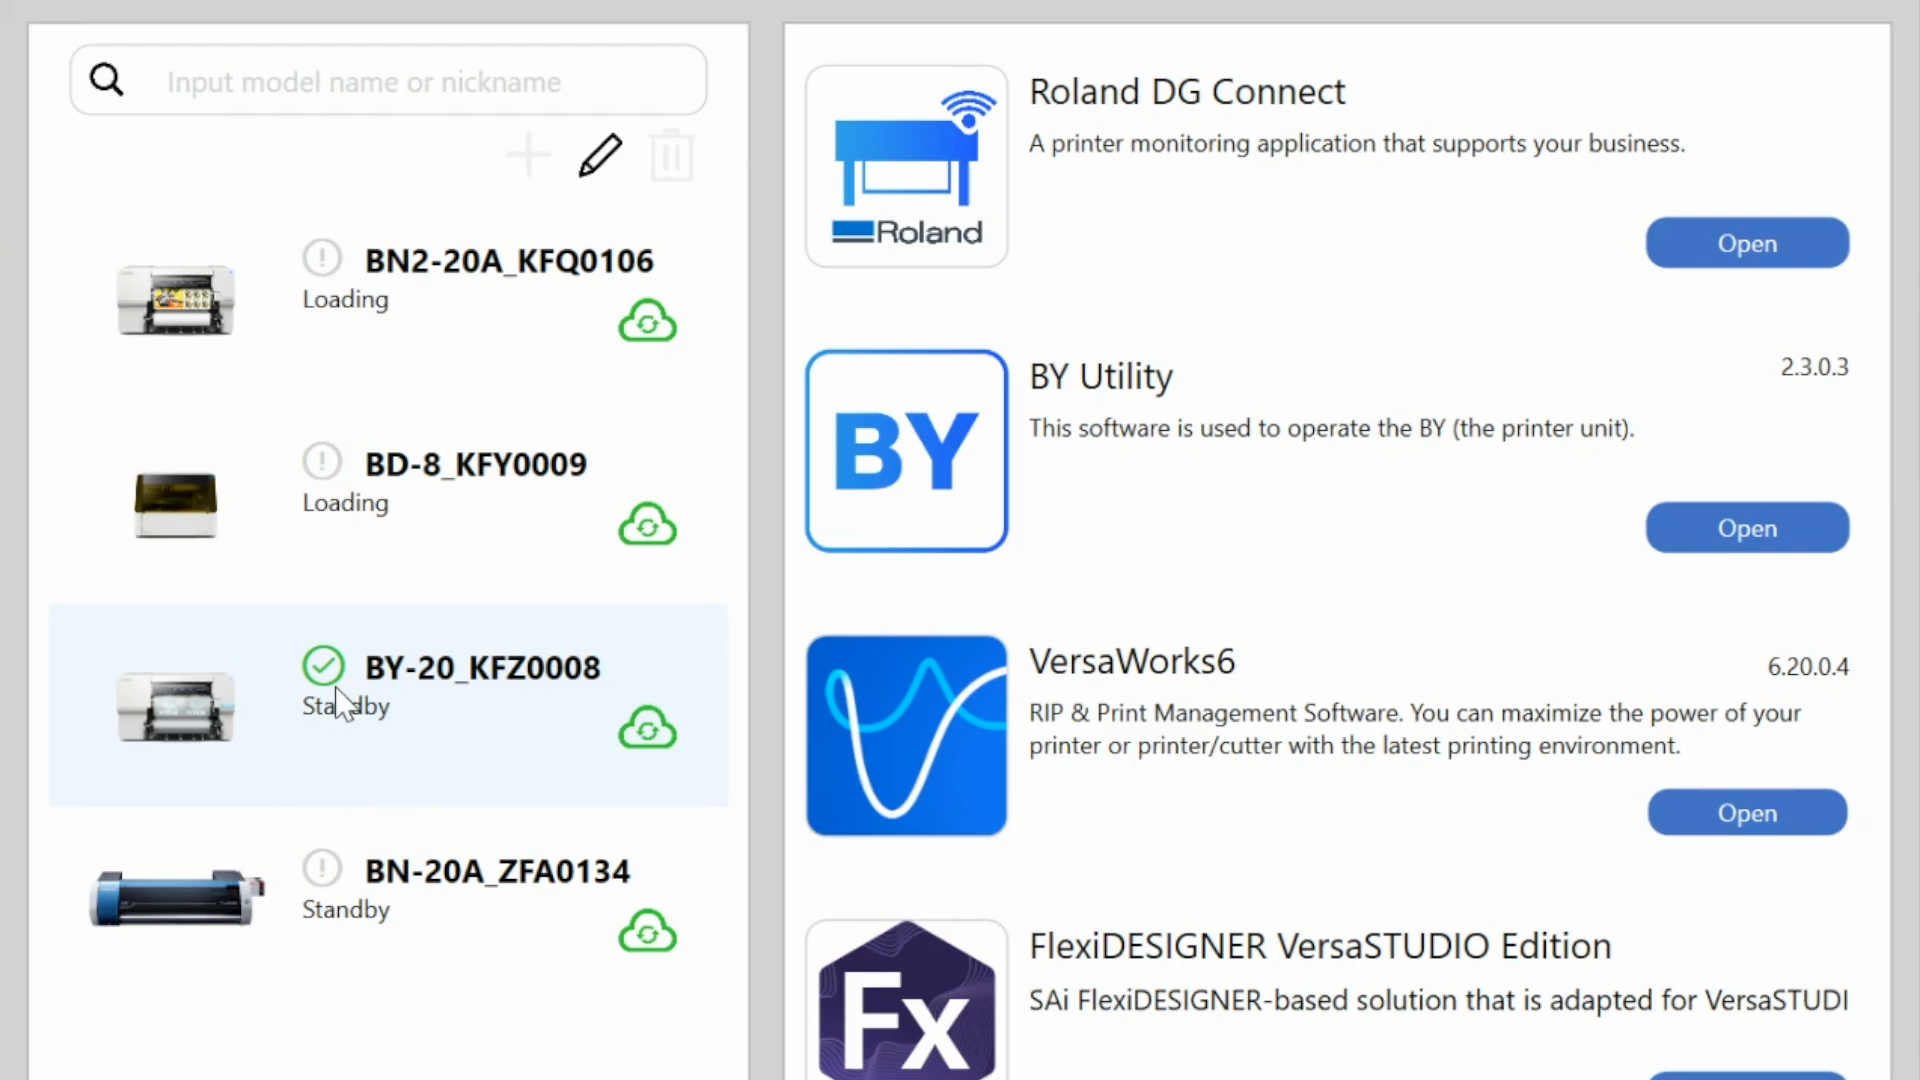 Input model name or nickname
BN2-20A_KFQ0106
Loading
BD-8_KFY0009
Loading
BY-20_KFZ0008
Standby
BN-20A_ZFA0134
Standby
Roland
Roland DG Connect
A printer monitoring application that supports your business.
Open
BY
BY Utility
2.3.0.3
This software is used to operate the BY (the printer unit).
Open
VersaWorks6
6.20.0.4
RIP & Print Management Software. You can maximize the power of your
printer or printer/cutter with the latest printing environment.
Open
Fx
FlexiDESIGNER VersaSTUDIO Edition
SAi FlexiDESIGNER-based solution that is adapted for VersaSTUDI